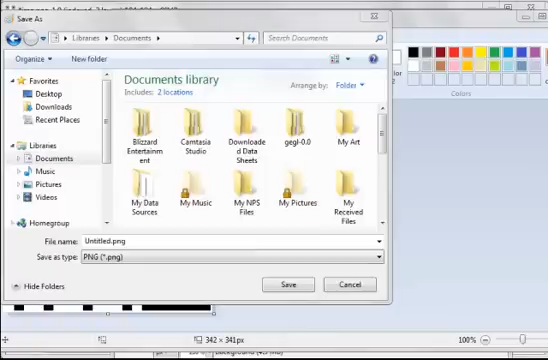 Save As
Libraries
Documents
Search Documents
Organize
New folder
Documents library
Includes: 2 locations
Arrange by:
Folder
Favorites
Desktop
Downloads
Recent Places
Libraries
Documents
Music
Pictures
Videos
Homegroup
Blizzard
Entertainm
ent
Camtasia
Studio
Downloade
d Data
Sheets
gegl-0.0
My Art
My Data
Sources
My Music
My NPS
Files
My Pictures
My
Received
Files
File name:
Untitled.png
Save as type:
PNG (*.png)
Hide Folders
Save
Cancel
Colors
342 × 341px
100%